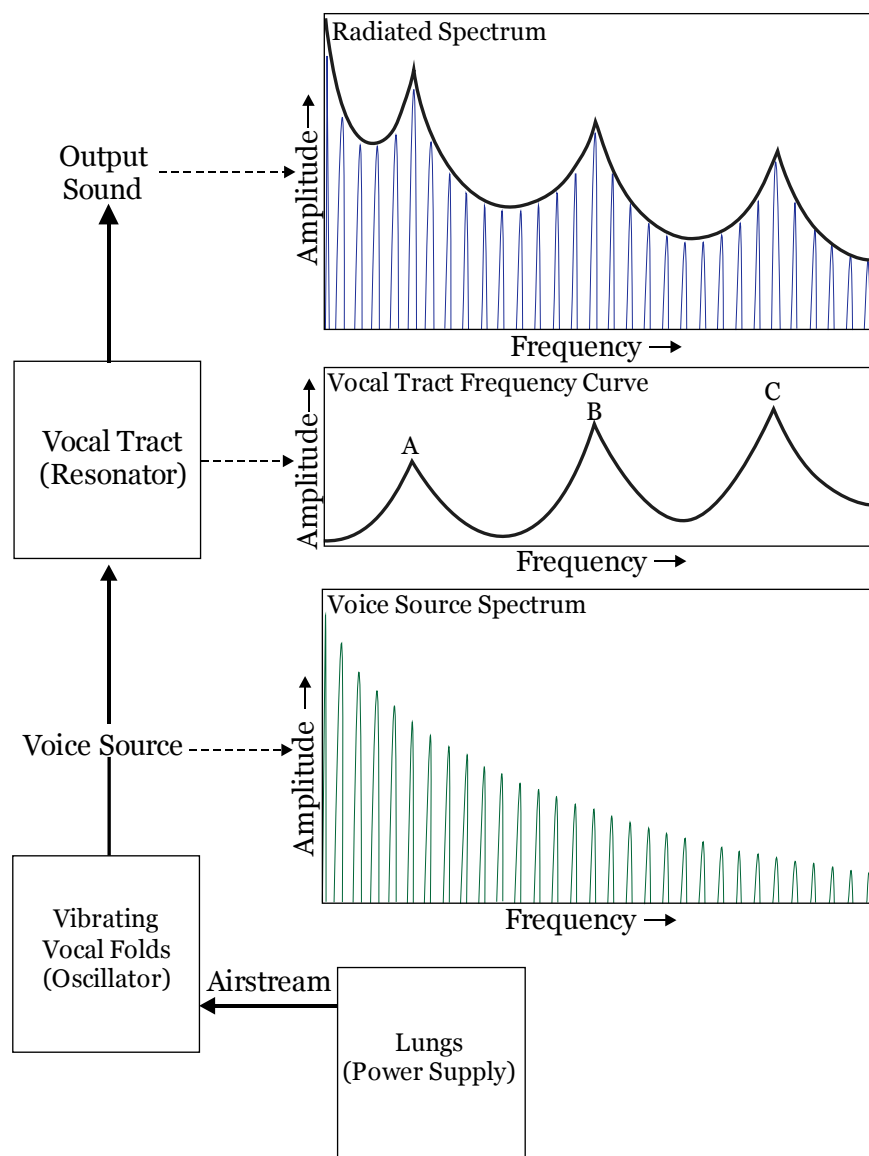 Radiated Spectrum
Amplitude
Frequency
Output
Sound
Vocal Tract Frequency Curve
A
B
C
Amplitude
Frequency
Vocal Tract
(Resonator)
Voice Source Spectrum
Amplitude
Frequency
Voice Source
Vibrating
Vocal Folds
(Oscillator)
Airstream
Lungs
(Power Supply)